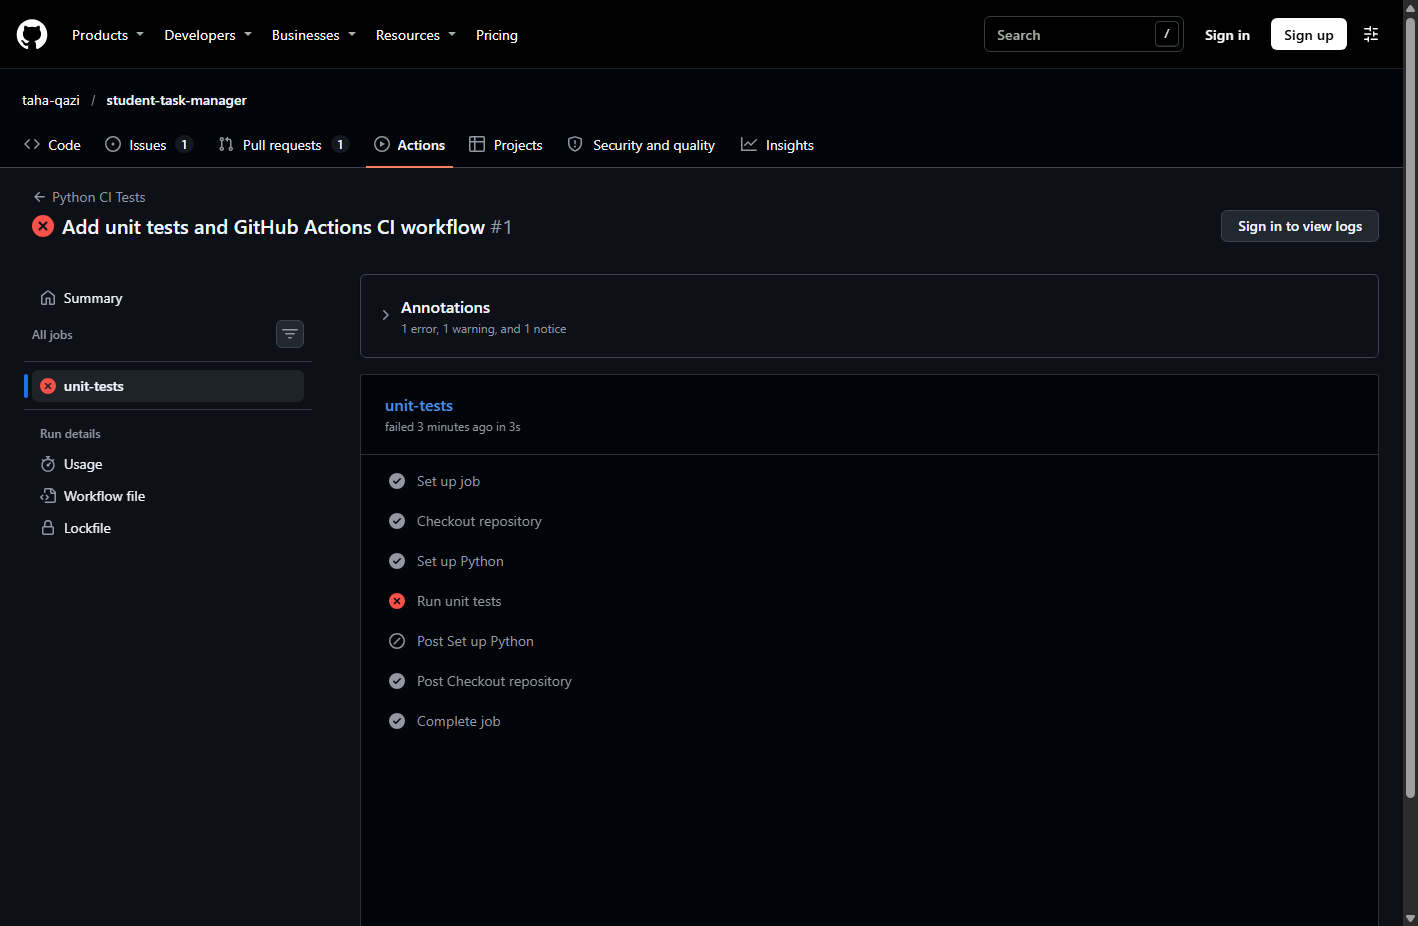 Products Developers Businesses Resources Pricing Search / Sign in Sign up
taha-qazi / student-task-manager
Code Issues 1 Pull requests 1 Actions Projects Security and quality Insights
Python CI Tests
Add unit tests and GitHub Actions CI workflow #1
Sign in to view logs
Summary
All jobs
unit-tests
Run details
Usage
Workflow file
Lockfile
Annotations
1 error, 1 warning, and 1 notice
unit-tests
failed 3 minutes ago in 3s
Set up job
Checkout repository
Set up Python
Run unit tests
Post Set up Python
Post Checkout repository
Complete job